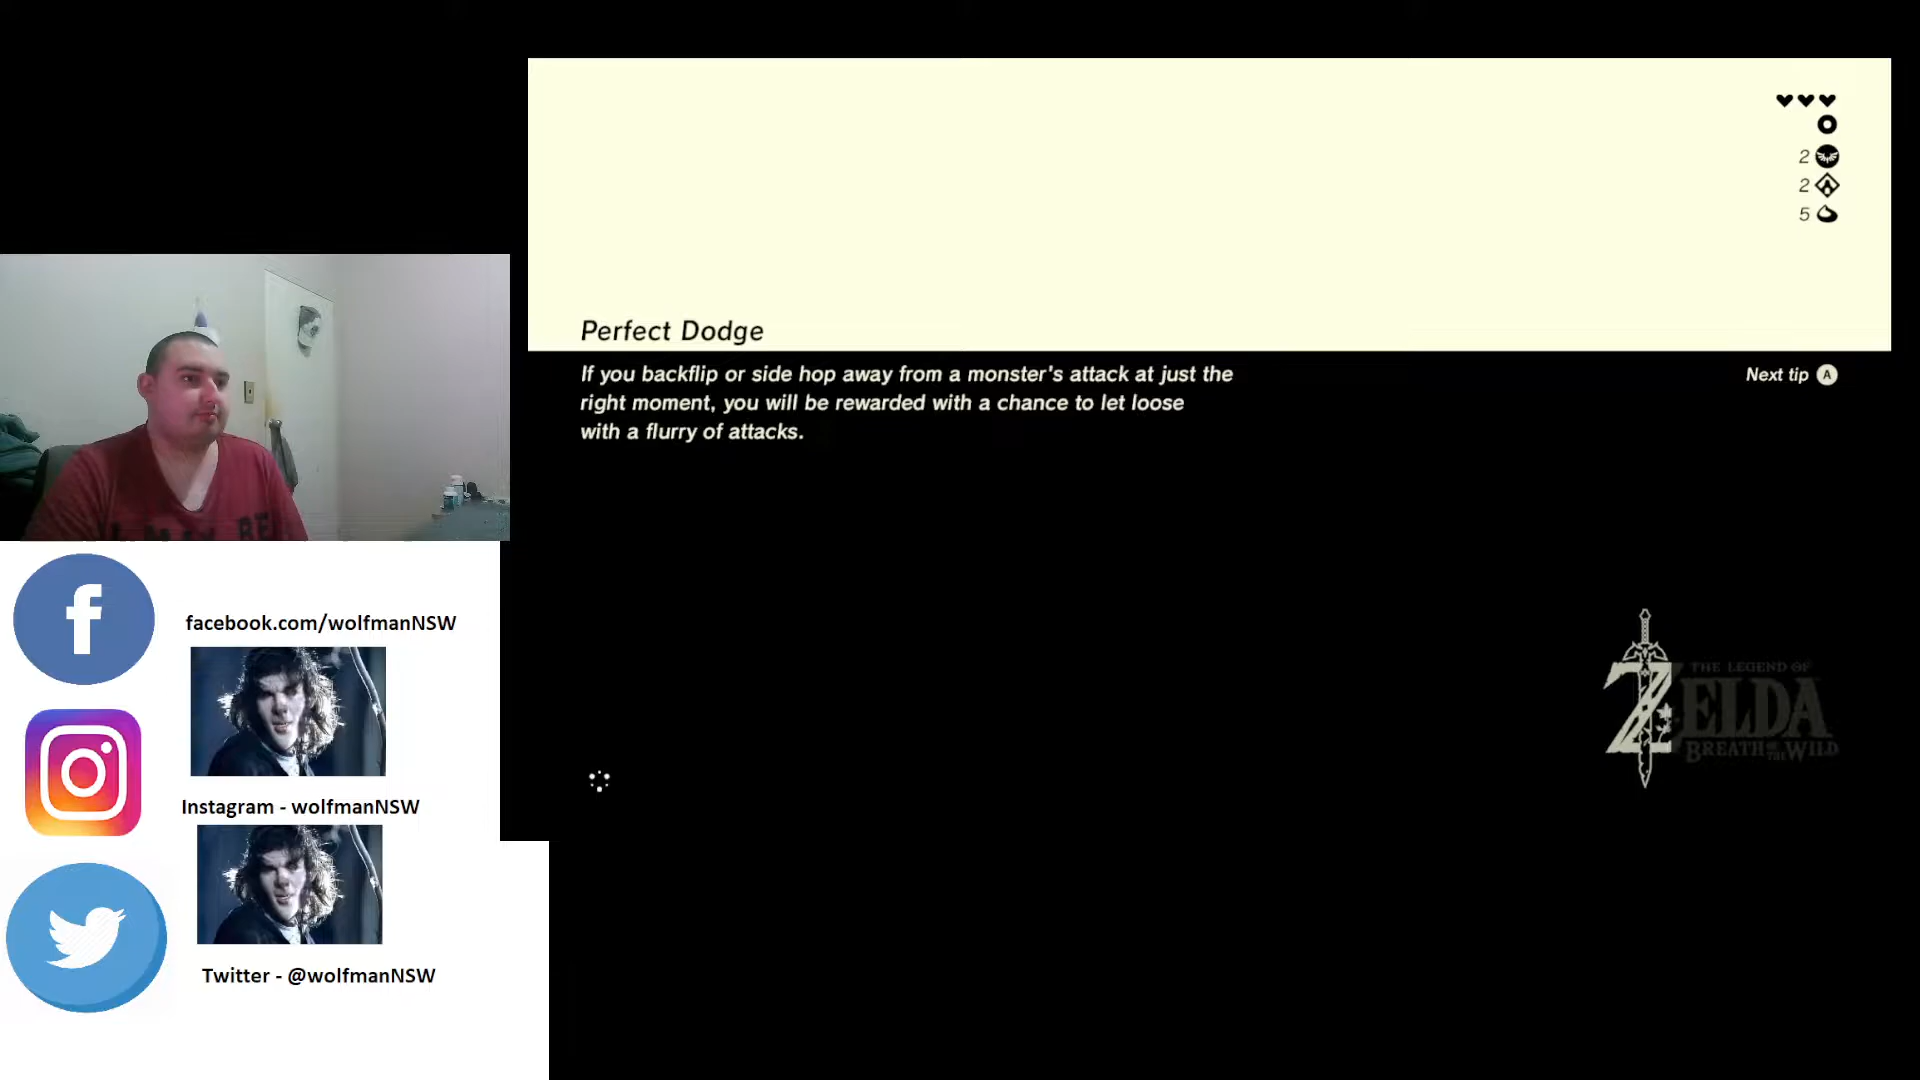 2
2
5
Perfect Dodge
If you backflip or side hop away from a monster's attack at just the
right moment, you will be rewarded with a chance to let loose
with a flurry of attacks.
Next tip A
facebook.com/wolfmanNSW
Instagram - wolfmanNSW
Twitter - @wolfmanNSW
THE LEGEND OF
ZELDA
BREATH OF THE WILD